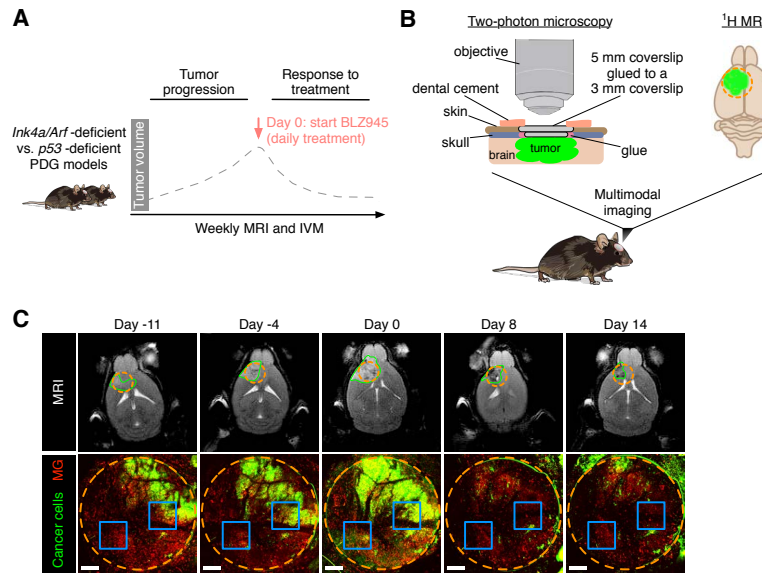 A
Tumor progression
Response to treatment
Day 0: start BLZ945
(daily treatment)
Ink4a/Arf -deficient
vs. p53 -deficient
PDG models
Tumor volume
Weekly MRI and IVM
B
Two-photon microscopy
1H MR
objective
5 mm coverslip
glued to a
3 mm coverslip
dental cement
skin
skull
brain
tumor
glue
Multimodal
imaging
C
Day -11
Day -4
Day 0
Day 8
Day 14
MRI
Cancer cells MG